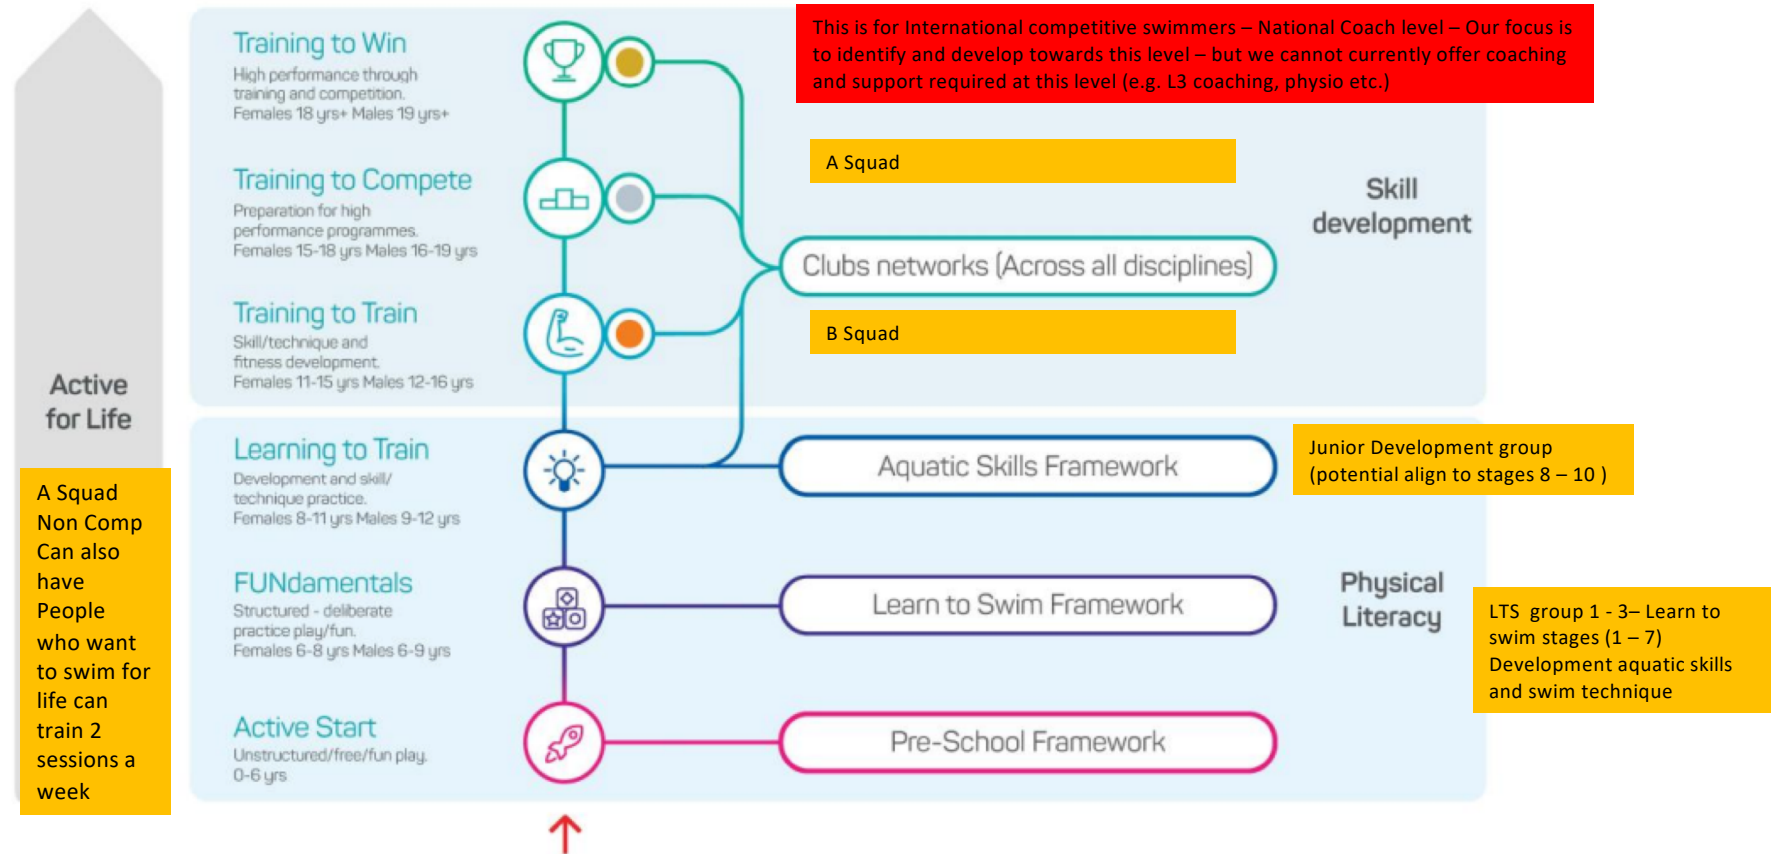 Training to Win
High performance through
training and competition.
Females 18 yrs+ Males 19 yrs+
This is for International competitive swimmers – National Coach level – Our focus is
to identify and develop towards this level – but we cannot currently offer coaching
and support required at this level (e.g. L3 coaching, physio etc.)
A Squad
Training to Compete
Preparation for high
performance programmes.
Females 15-18 yrs Males 16-19 yrs
Skill
development
Clubs networks (Across all disciplines)
Training to Train
Skill/technique and
fitness development.
Females 11-15 yrs Males 12-16 yrs
B Squad
Active
for Life
Learning to Train
Development and skill/
technique practice.
Females 8-11 yrs Males 9-12 yrs
Aquatic Skills Framework
Junior Development group
(potential align to stages 8 – 10 )
A Squad
Non Comp
Can also
have
People
who want
to swim for
life can
train 2
sessions a
week
FUNdamentals
Structured - deliberate
practice play/fun.
Females 6-8 yrs Males 6-9 yrs
Learn to Swim Framework
Physical
Literacy
LTS  group 1 - 3– Learn to
swim stages (1 – 7)
Development aquatic skills
and swim technique
Active Start
Unstructured/free/fun play.
0-6 yrs
Pre-School Framework